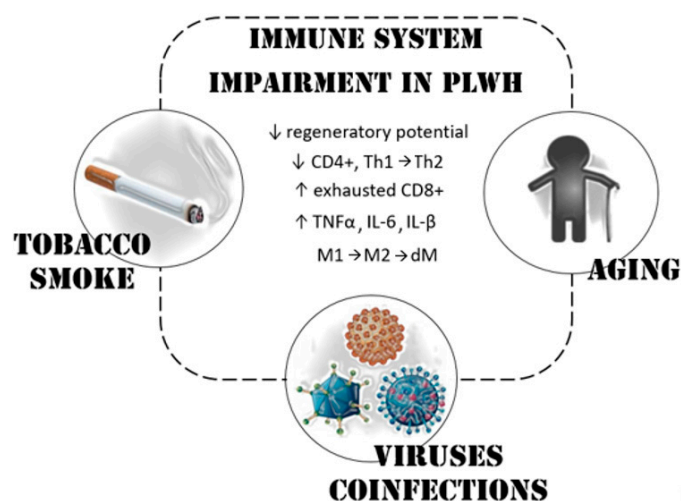 IMMUNE SYSTEM
IMPAIRMENT IN PLWH
↓ regeneratory potential
↓ CD4+, Th1 → Th2
↑ exhausted CD8+
↑ TNFα, IL-6, IL-β
M1 → M2 → dM
TOBACCO
SMOKE
AGING
VIRUSES
COINFECTIONS